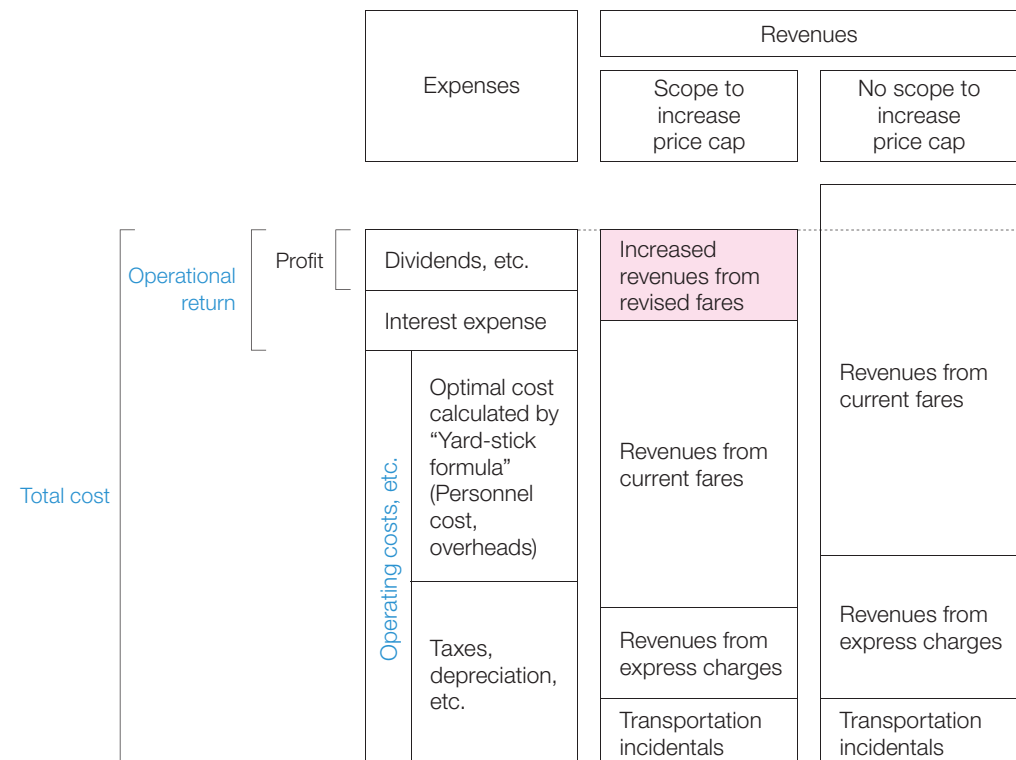 Expenses
Revenues
Scope to
increase
price cap
No scope to
increase
price cap
Total cost
Operational
return
Profit
Dividends, etc.
Interest expense
Operating costs, etc.
Optimal cost
calculated by
“Yard-stick
formula”
(Personnel
cost,
overheads)
Taxes,
depreciation,
etc.
Increased
revenues from
revised fares
Revenues from
current fares
Revenues from
express charges
Transportation
incidentals
Revenues from
current fares
Revenues from
express charges
Transportation
incidentals